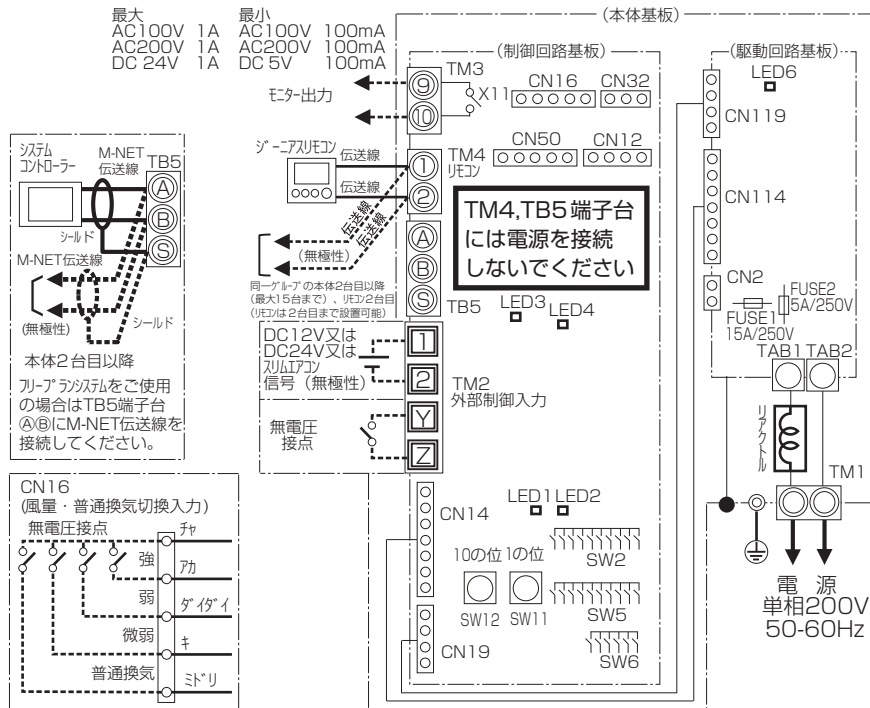 最大 最小
AC100V 1A AC100V 100mA
AC200V 1A AC200V 100mA
DC 24V 1A DC 5V 100mA
(本体基板)
(制御回路基板)
(駆動回路基板)
モニター出力
⑨
⑩
TM3
X11
CN16
CN32
CN50
CN12
LED6
CN119
CN114
CN2
FUSE2
5A/250V
FUSE1
15A/250V
TAB1 TAB2
リアクトル
TM1
電 源
単相200V
50-60Hz
システム
コントローラー
M-NET
伝送線
TB5
Ⓐ
Ⓑ
Ⓢ
シールド
M-NET伝送線
(無極性)
シールド
本体2台目以降
フリープランシステムをご使用
の場合はTB5端子台
ⒶⒷにM-NET伝送線を
接続してください。
ジーニアスリモコン
伝送線
伝送線
①
②
TM4
リモコン
伝送線
伝送線
(無極性)
同一グループの本体2台目以降
(最大15台まで)、リモコン2台目
(リモコンは2台目まで設置可能)
Ⓐ
Ⓑ
Ⓢ
TB5
TM4,TB5端子台
には電源を接続
しないでください
LED3
LED4
DC12V又は
DC24V又は
スリムエアコン
信号(無極性)
1
2
TM2
外部制御入力
無電圧
接点
Y
Z
CN14
CN19
LED1 LED2
10の位 1の位
SW12 SW11
SW2
SW5
SW6
CN16
(風量・普通換気切換入力)
無電圧接点
チャ
強
アカ
弱
ダイダイ
微弱
キ
普通換気
ミドリ